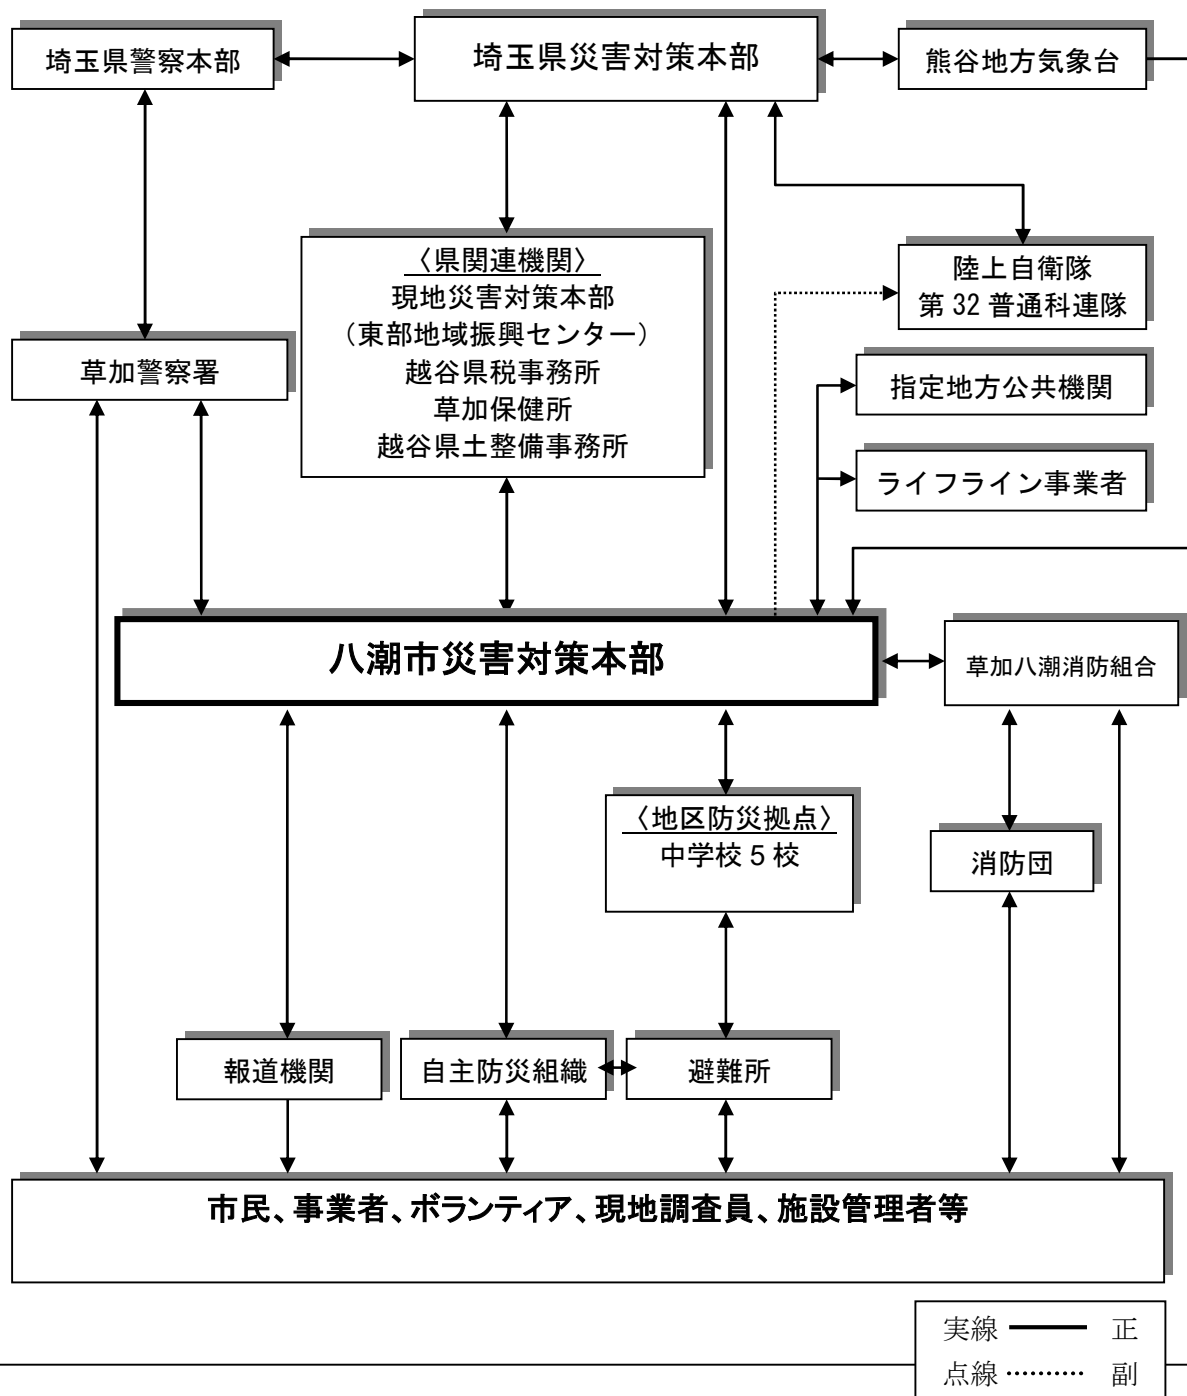 埼玉県警察本部
埼玉県災害対策本部
熊谷地方気象台
〈県関連機関〉
現地災害対策本部
（東部地域振興センター）
越谷県税事務所
草加保健所
越谷県土整備事務所
陸上自衛隊
第32普通科連隊
草加警察署
指定地方公共機関
ライフライン事業者
八潮市災害対策本部
草加八潮消防組合
〈地区防災拠点〉
中学校5校
消防団
報道機関
自主防災組織
避難所
市民、事業者、ボランティア、現地調査員、施設管理者等
実線 正
点線 副